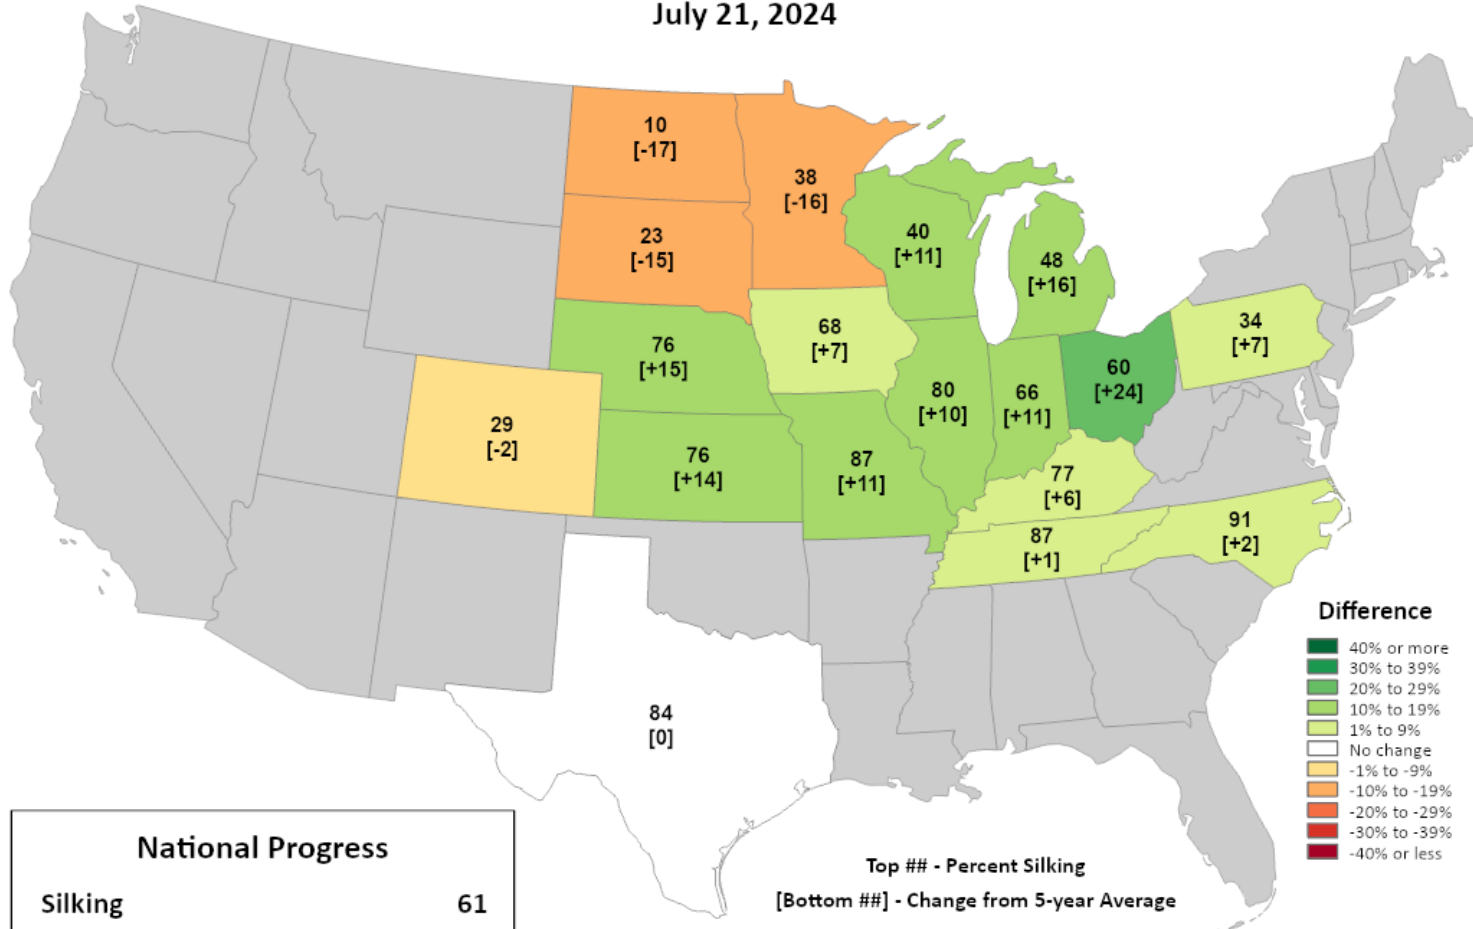 July 21, 2024
10
[-17]
38
[-16]
23
[-15]
40
[+11]
48
[+16]
68
[+7]
34
[+7]
76
[+15]
60
[+24]
80
[+10]
66
[+11]
29
[-2]
76
[+14]
87
[+11]
77
[+6]
91
[+2]
87
[+1]
84
[0]
Difference
40% or more
30% to 39%
20% to 29%
10% to 19%
1% to 9%
No change
-1% to -9%
-10% to -19%
-20% to -29%
-30% to -39%
-40% or less
National Progress
Silking 61
Top ## - Percent Silking
[Bottom ##] - Change from 5-year Average